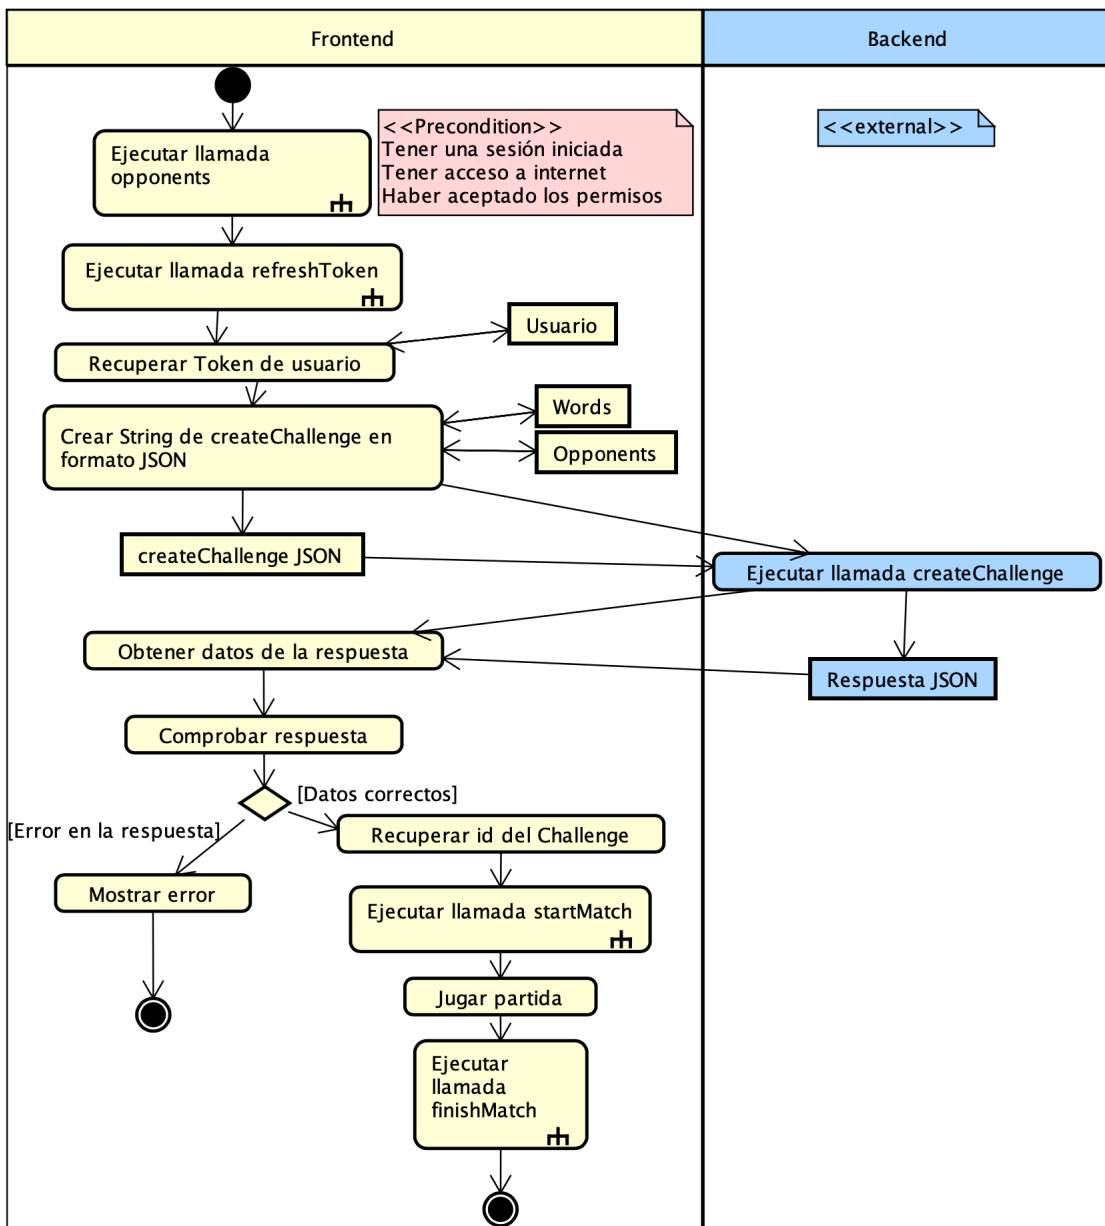 Frontend
Backend
<<Precondition>>
Tener una sesión iniciada
Tener acceso a internet
Haber aceptado los permisos
<<external>>
Ejecutar llamada
opponents
Ejecutar llamada refreshToken
Usuario
Recuperar Token de usuario
Words
Crear String de createChallenge en
formato JSON
Opponents
createChallenge JSON
Ejecutar llamada createChallenge
Obtener datos de la respuesta
Respuesta JSON
Comprobar respuesta
[Datos correctos]
[Error en la respuesta]
Recuperar id del Challenge
Mostrar error
Ejecutar llamada startMatch
Jugar partida
Ejecutar
llamada
finishMatch